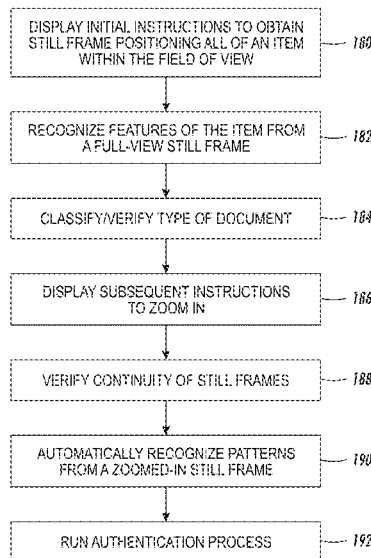 DISPLAY INITIAL INSTRUCTIONS TO OBTAIN
STILL FRAME POSITIONING ALL OF AN ITEM
WITHIN THE FIELD OF VIEW
180
RECOGNIZE FEATURES OF THE ITEM FROM
A FULL-VIEW STILL FRAME
182
CLASSIFY/VERIFY TYPE OF DOCUMENT
184
DISPLAY SUBSEQUENT INSTRUCTIONS
TO ZOOM IN
186
VERIFY CONTINUITY OF STILL FRAMES
188
AUTOMATICALLY RECOGNIZE PATTERNS
FROM A ZOOMED-IN STILL FRAME
190
RUN AUTHENTICATION PROCESS
192